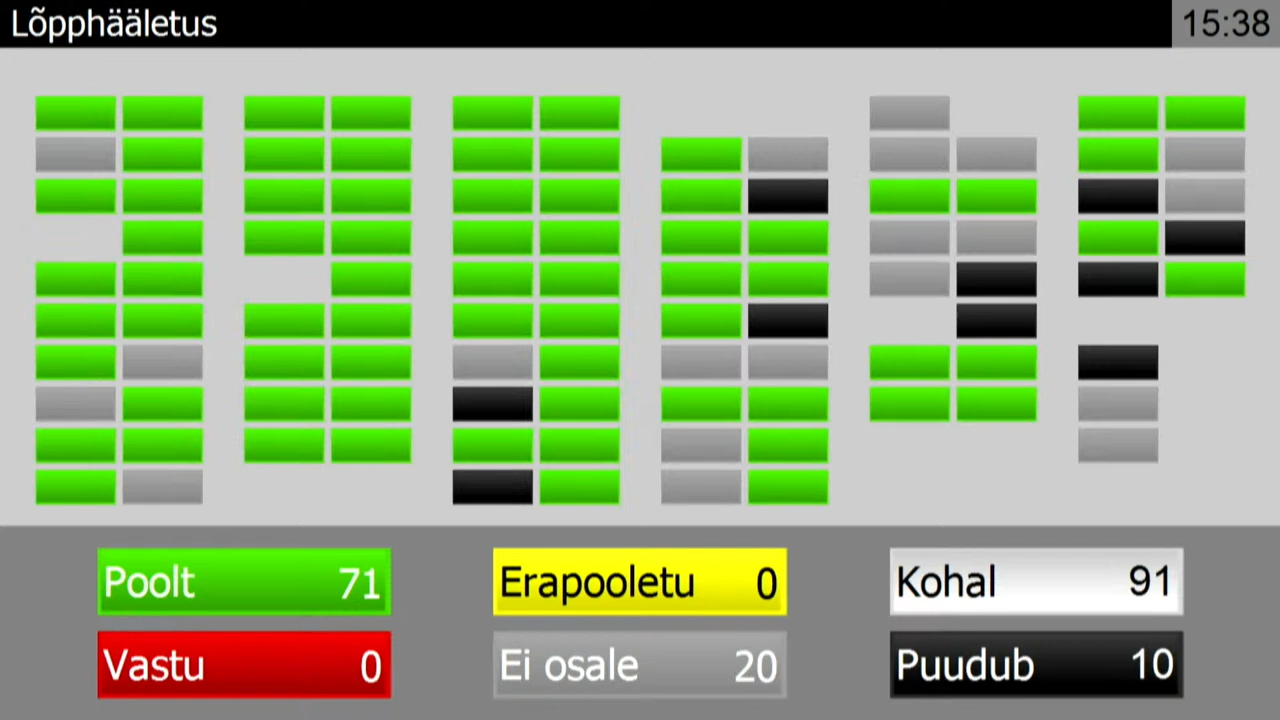 Lõpphääletus 15:38
Poolt 71 Erapooletu 0 Kohal 91
Vastu 0 Ei osale 20 Puudub 10